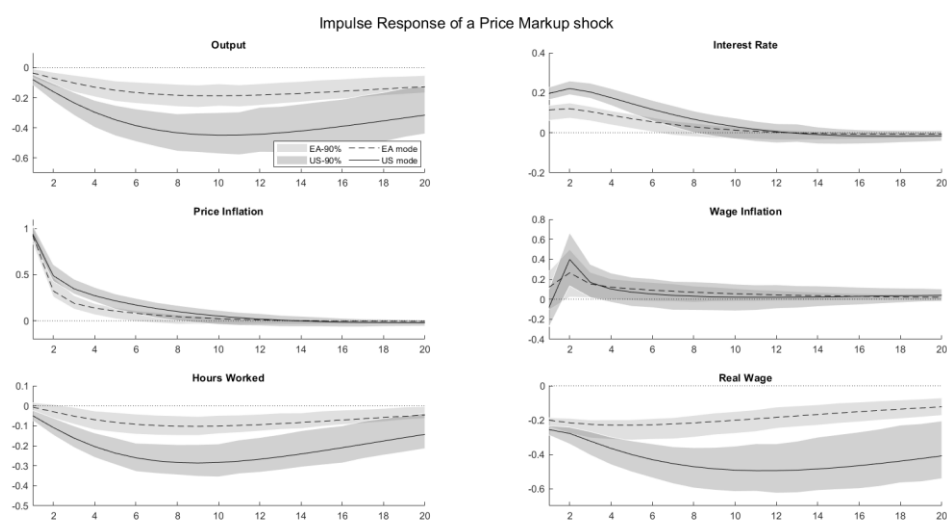 Impulse Response of a Price Markup shock
Output
0
-0.2
-0.4
-0.6
EA-90% EA mode
US-90% US mode
2 4 6 8 10 12 14 16 18 20
Interest Rate
0.4
0.2
0
-0.2
2 4 6 8 10 12 14 16 18 20
Price Inflation
1
0.5
0
2 4 6 8 10 12 14 16 18 20
Wage Inflation
0.8
0.6
0.4
0.2
0
-0.2
-0.4
2 4 6 8 10 12 14 16 18 20
Hours Worked
0.1
0
-0.1
-0.2
-0.3
-0.4
-0.5
2 4 6 8 10 12 14 16 18 20
Real Wage
0
-0.2
-0.4
-0.6
2 4 6 8 10 12 14 16 18 20